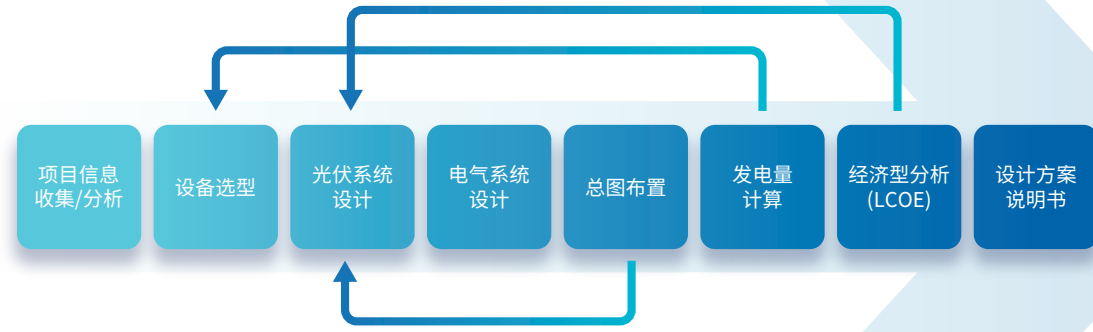 项目信息
收集/分析
设备选型
光伏系统
设计
电气系统
设计
总图布置
发电量
计算
经济型分析
(LCOE)
设计方案
说明书